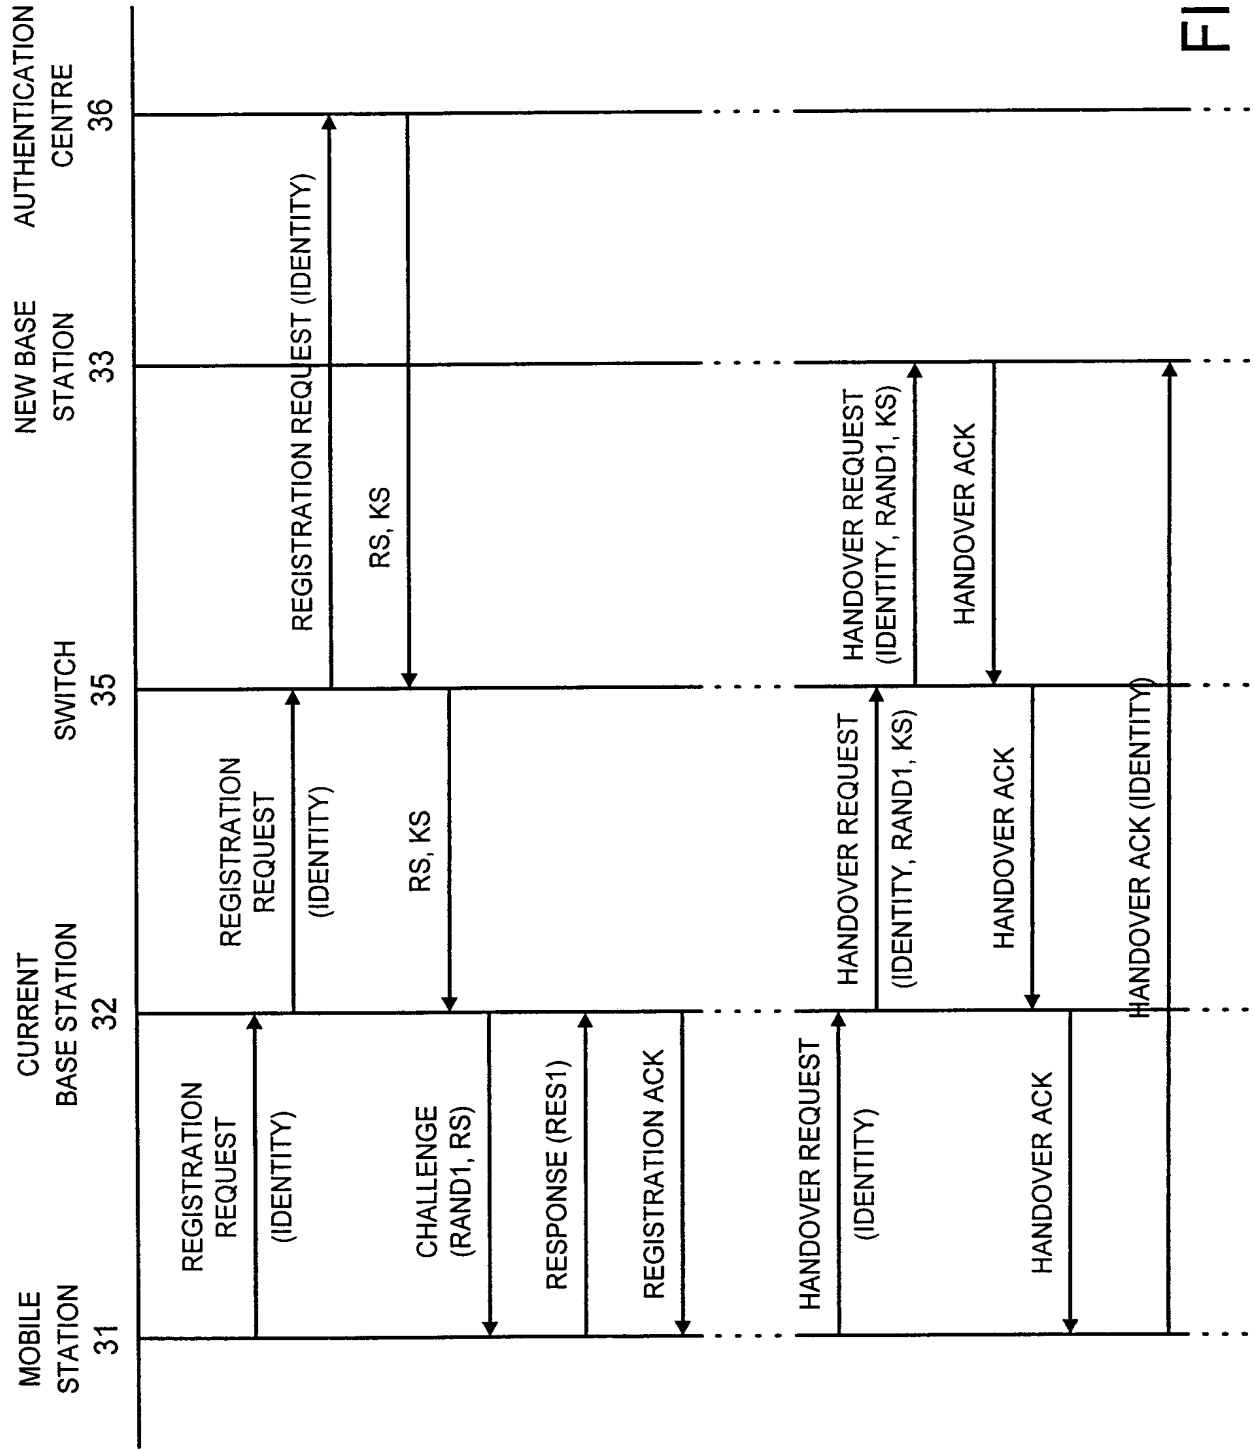 MOBILE
STATION
31
CURRENT
BASE STATION
32
SWITCH
35
NEW BASE
STATION
33
AUTHENTICATION
CENTRE
36
REGISTRATION
REQUEST
(IDENTITY)
REGISTRATION
REQUEST
(IDENTITY)
REGISTRATION REQUEST (IDENTITY)
RS, KS
RS, KS
CHALLENGE
(RAND1, RS)
RESPONSE (RES1)
REGISTRATION ACK
HANDOVER REQUEST
(IDENTITY)
HANDOVER REQUEST
(IDENTITY, RAND1, KS)
HANDOVER REQUEST
(IDENTITY, RAND1, KS)
HANDOVER ACK
HANDOVER ACK
HANDOVER ACK
HANDOVER ACK (IDENTITY)
FI